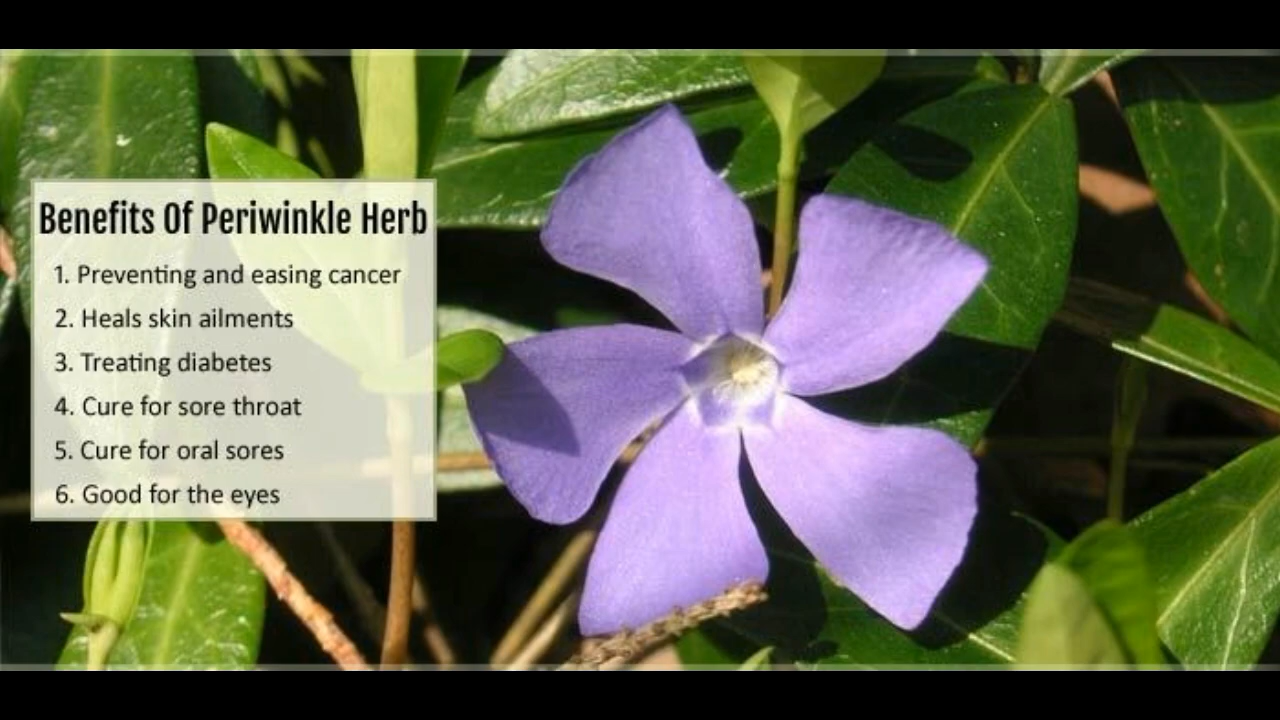 Benefits Of Periwinkle Herb
1. Preventing and easing cancer
2. Heals skin ailments
3. Treating diabetes
4. Cure for sore throat
5. Cure for oral sores
6. Good for the eyes